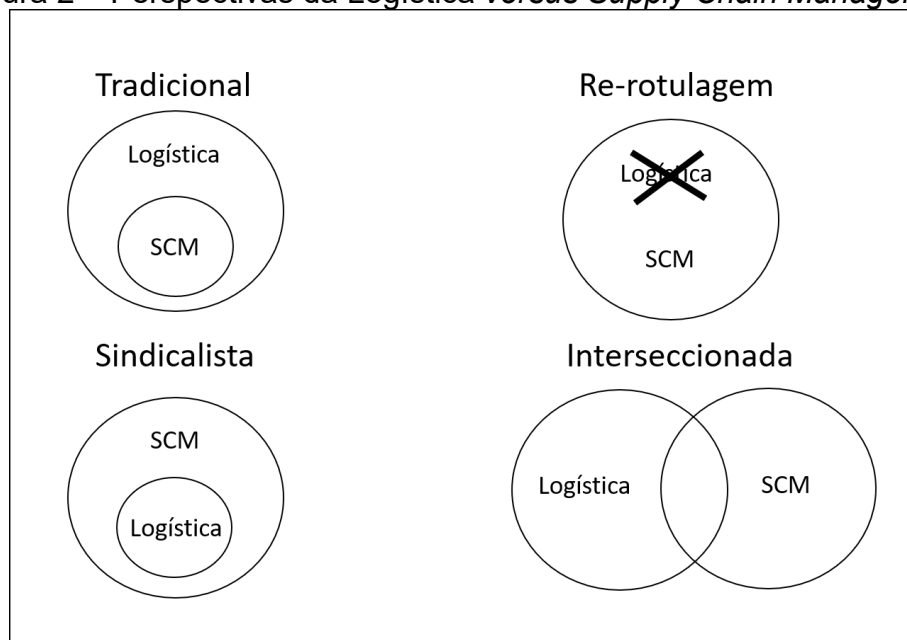 2 – Perspectivas da Logística versus Supply Chain
Tradicional
Logística
SCM
Re-rotulagem
Logística
SCM
Sindicalista
SCM
Logística
Interseccionada
Logística
SCM